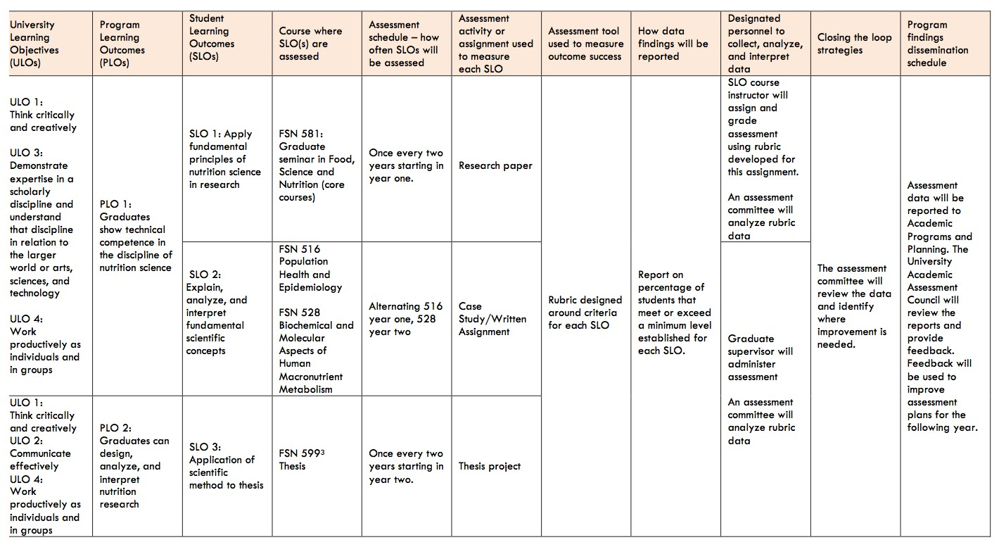 University
Learning
Objectives
(ULOs)
Program
Learning
Outcomes
(PLOs)
Student
Learning
Outcomes
(SLOs)
Course where
SLO(s) are
assessed
Assessment
schedule – how
often SLOs will
be assessed
Assessment
activity or
assignment used
to measure
each SLO
Assessment tool
used to measure
outcome success
How data
findings will be
reported
Designated
personnel to
collect, analyze,
and interpret
data
Closing the loop
strategies
Program
findings
dissemination
schedule
ULO 1:
Think critically
and creatively
ULO 3:
Demonstrate
expertise in a
scholarly
discipline and
understand
that discipline
in relation to
the larger
world or arts,
sciences, and
technology
ULO 4:
Work
productively as
individuals and
in groups
PLO 1:
Graduates
show technical
competence in
the discipline of
nutrition science
SLO 1: Apply
fundamental
principles of
nutrition science
in research
FSN 581:
Graduate
seminar in Food,
Science and
Nutrition (core
courses)
Once every two
years starting in
year one.
Research paper
SLO course
instructor will
assign and
grade
assessment
using rubric
developed for
this assignment.
An assessment
committee will
analyze rubric
data
SLO 2:
Explain,
analyze, and
interpret
fundamental
scientific
concepts
FSN 516
Population
Health and
Epidemiology
FSN 528
Biochemical and
Molecular
Aspects of
Human
Macronutrient
Metabolism
Alternating 516
year one, 528
year two
Case
Study/Written
Assignment
Rubric designed
around criteria
for each SLO
Report on
percentage of
students that
meet or exceed
a minimum level
established for
each SLO.
Graduate
supervisor will
administer
assessment
An assessment
committee will
analyze rubric
data
The assessment
committee will
review the data
and identify
where
improvement is
needed.
Assessment
data will be
reported to
Academic
Programs and
Planning. The
University
Academic
Assessment
Council will
review the
reports and
provide
feedback.
Feedback will
be used to
improve
assessment
plans for the
following year.
ULO 1:
Think critically
and creatively
ULO 2:
Communicate
effectively
ULO 4:
Work
productively as
individuals and
in groups
PLO 2:
Graduates can
design,
analyze, and
interpret
nutrition
research
SLO 3:
Application of
scientific
method to thesis
FSN 599³
Thesis
Once every two
years starting in
year two.
Thesis project